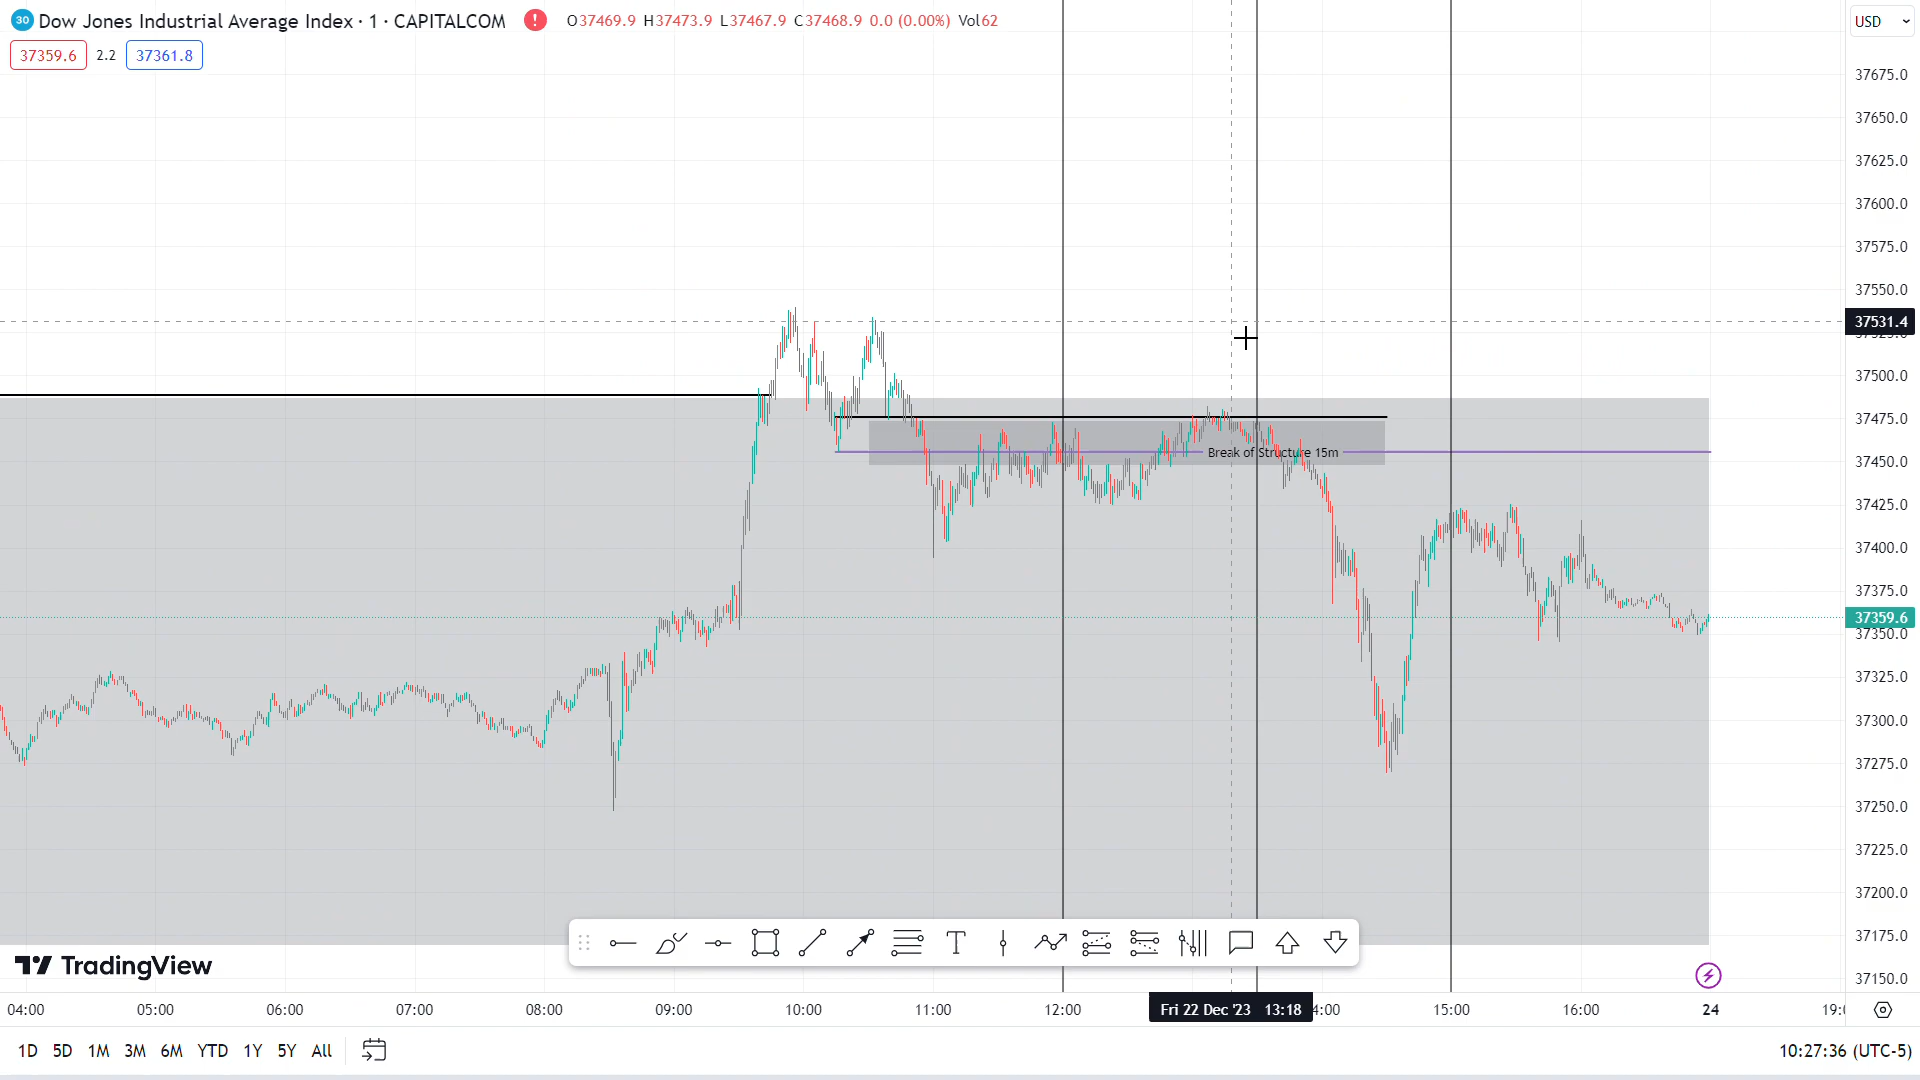 30 Dow Jones Industrial Average Index · 1 · CAPITALCOM ! O37469.9 H37473.9 L37467.9 C37468.9 0.0 (0.00%) Vol62
USD
37359.6 2.2 37361.8
37675.0
37650.0
37625.0
37600.0
37575.0
37550.0
37531.4
37500.0
37475.0
Break of Structure 15m
37450.0
37425.0
37400.0
37375.0
37359.6
37350.0
37325.0
37300.0
37275.0
37250.0
37225.0
37200.0
37175.0
T
TradingView
37150.0
04:00 05:00 06:00 07:00 08:00 09:00 10:00 11:00 12:00 Fri 22 Dec '23 13:18 4:00 15:00 16:00 24 19:
1D 5D 1M 3M 6M YTD 1Y 5Y All 10:27:36 (UTC-5)